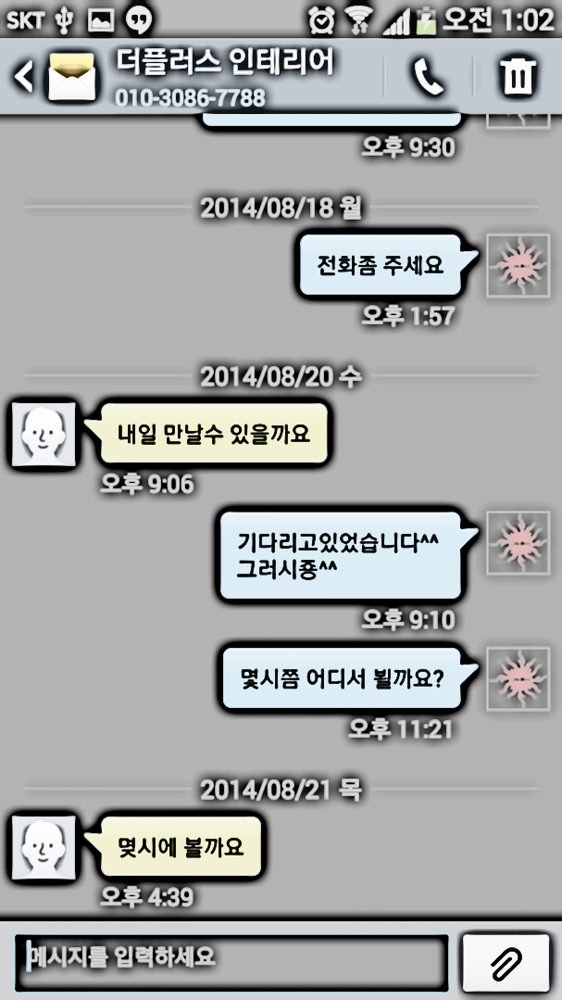 SKT 오전 1:02
더플러스 인테리어
010-3086-7788
오후 9:30
2014/08/18 월
전화좀 주세요
오후 1:57
2014/08/20 수
내일 만날수 있을까요
오후 9:06
기다리고있었습니다^^
그러시죵^^
오후 9:10
몇시쯤 어디서 뵐까요?
오후 11:21
2014/08/21 목
몇시에 볼까요
오후 4:39
메시지를 입력하세요